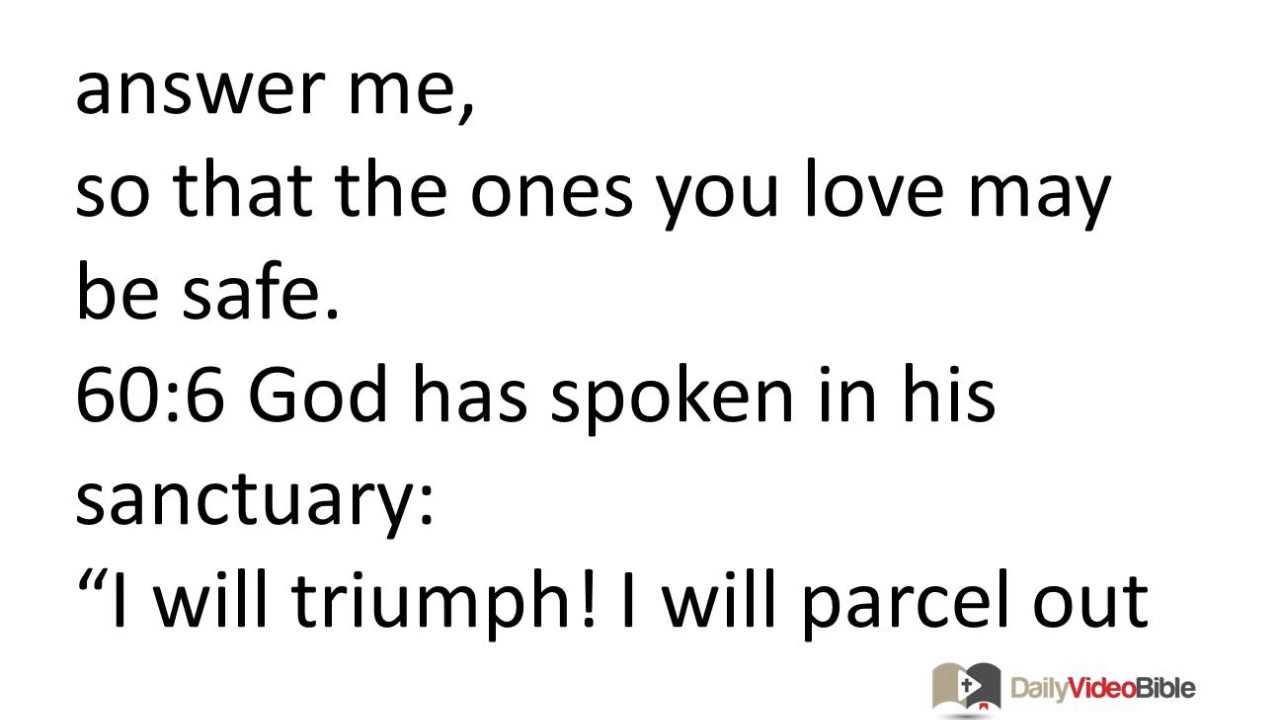 answer me,
so that the ones you love may
be safe.
60:6 God has spoken in his
sanctuary:
“I will triumph! I will parcel out
DailyVideoBible